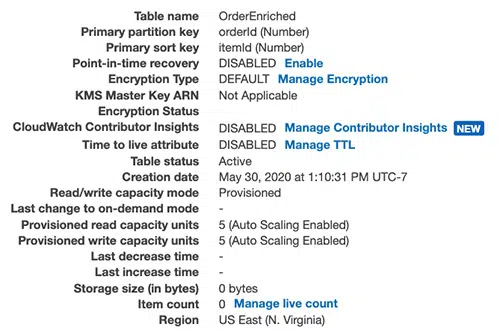 Table name OrderEnriched
Primary partition key orderId (Number)
Primary sort key itemId (Number)
Point-in-time recovery DISABLED Enable
Encryption Type DEFAULT Manage Encryption
KMS Master Key ARN Not Applicable
Encryption Status
CloudWatch Contributor Insights DISABLED Manage Contributor Insights NEW
Time to live attribute DISABLED Manage TTL
Table status Active
Creation date May 30, 2020 at 1:10:31 PM UTC-7
Read/write capacity mode Provisioned
Last change to on-demand mode -
Provisioned read capacity units 5 (Auto Scaling Enabled)
Provisioned write capacity units 5 (Auto Scaling Enabled)
Last decrease time -
Last increase time -
Storage size (in bytes) 0 bytes
Item count 0 Manage live count
Region US East (N. Virginia)